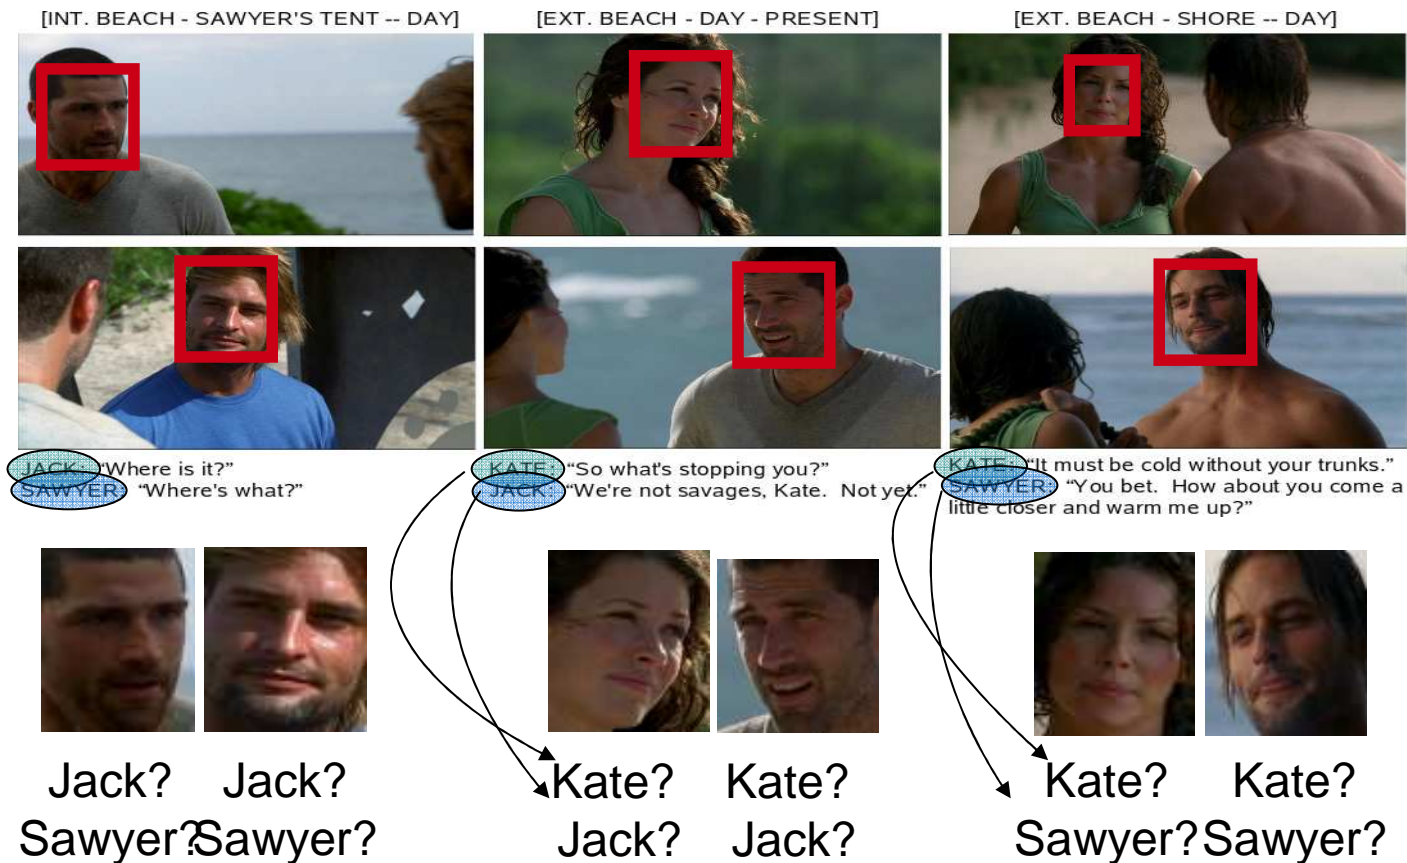 [INT. BEACH - SAWYER'S TENT -- DAY]
[EXT. BEACH - DAY - PRESENT]
[EXT. BEACH - SHORE -- DAY]
JACK: “Where is it?”
SAWYER: “Where's what?”
KATE: “So what's stopping you?”
JACK: “We're not savages, Kate. Not yet.”
KATE: “It must be cold without your trunks.”
SAWYER: “You bet. How about you come a
little closer and warm me up?”
Jack? Jack?
Sawyer? Sawyer?
Kate? Kate?
Jack? Jack?
Kate? Kate?
Sawyer? Sawyer?